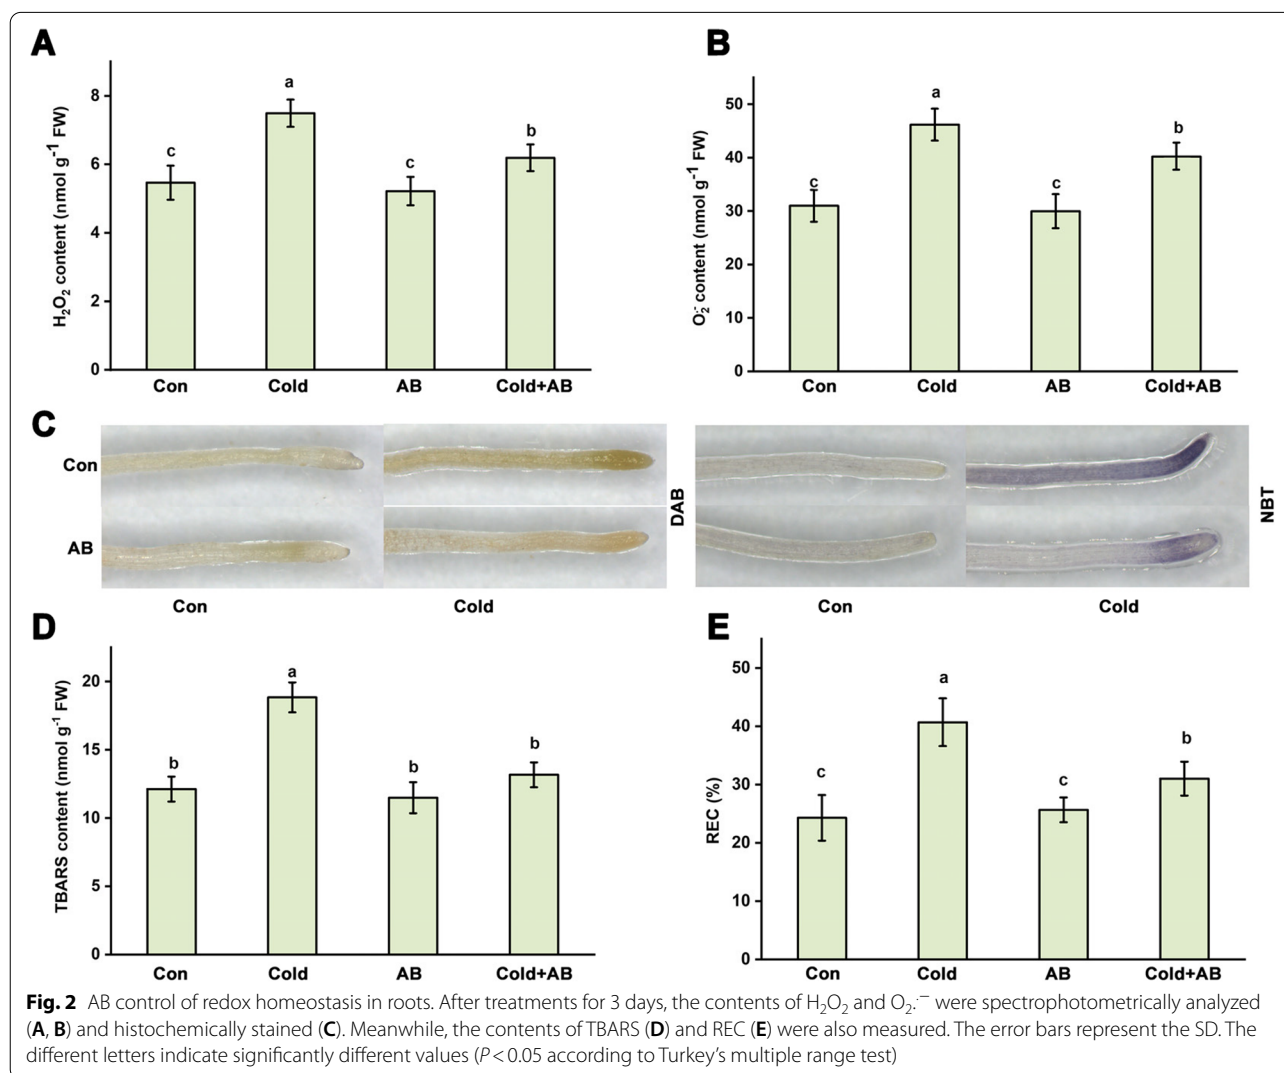 A
H₂O₂ content (nmol g⁻¹ FW)
8
6
4
2
0
c
a
c
b
Con Cold AB Cold+AB
B
O₂·⁻ content (nmol g⁻¹ FW)
50
40
30
20
10
0
c
a
c
b
Con Cold AB Cold+AB
C
Con
AB
Con Cold
DAB
Con Cold
NBT
D
TBARS content (nmol g⁻¹ FW)
20
15
10
5
0
b
a
b
b
Con Cold AB Cold+AB
E
REC (%)
50
40
30
20
10
0
c
a
c
b
Con Cold AB Cold+AB
Fig. 2 AB control of redox homeostasis in roots. After treatments for 3 days, the contents of H₂O₂ and O₂.·⁻ were spectrophotometrically analyzed
(A, B) and histochemically stained (C). Meanwhile, the contents of TBARS (D) and REC (E) were also measured. The error bars represent the SD. The
different letters indicate significantly different values (P < 0.05 according to Turkey's multiple range test)